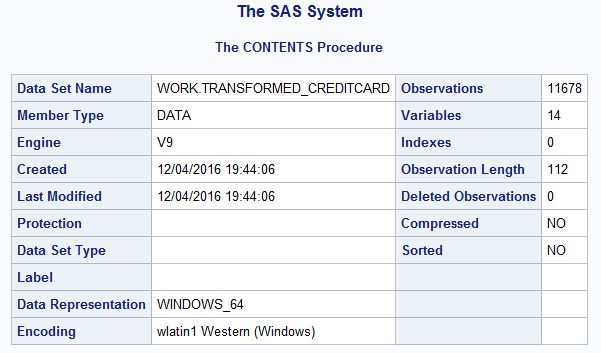 The SAS System
The CONTENTS Procedure
Data Set Name WORK.TRANSFORMED_CREDITCARD Observations 11678
Member Type DATA Variables 14
Engine V9 Indexes 0
Created 12/04/2016 19:44:06 Observation Length 112
Last Modified 12/04/2016 19:44:06 Deleted Observations 0
Protection Compressed NO
Data Set Type Sorted NO
Label
Data Representation WINDOWS_64
Encoding wlatin1 Western (Windows)